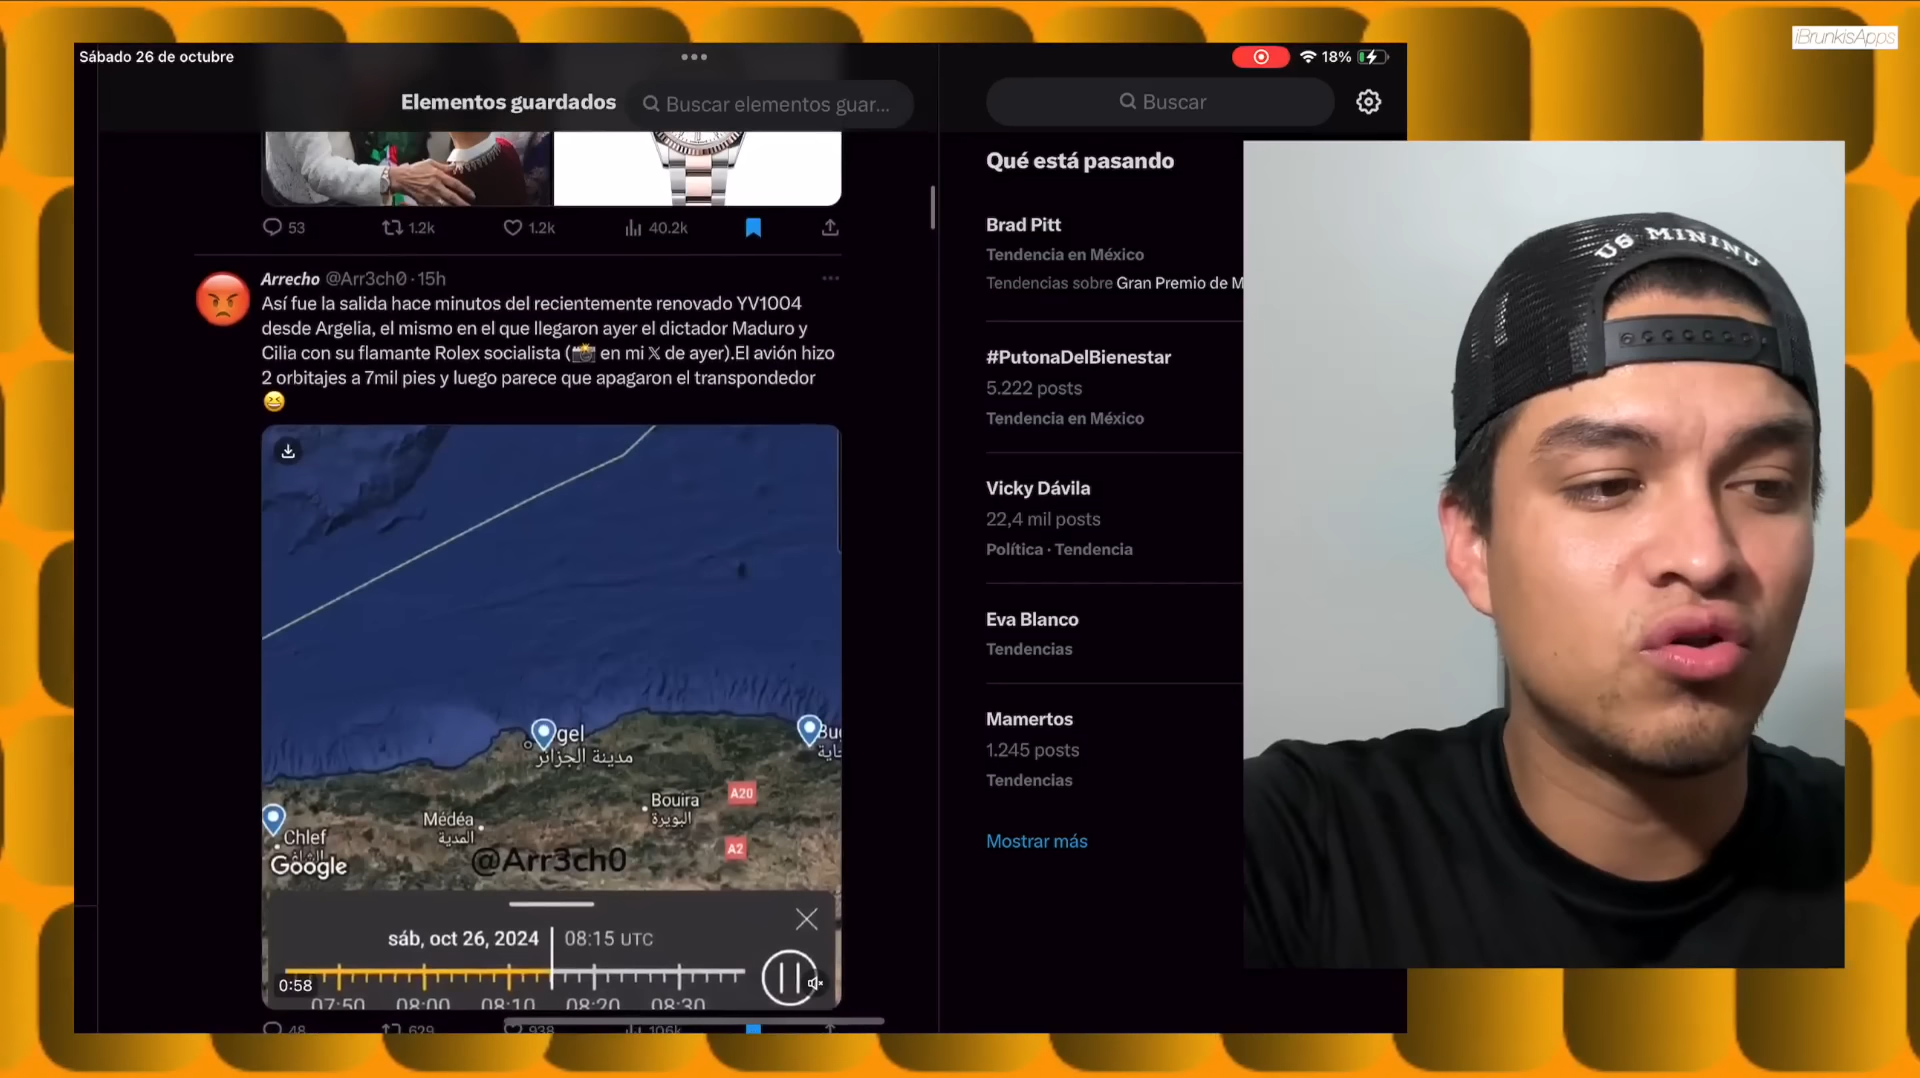 iBrunkisApps
Sábado 26 de octubre
18%
Elementos guardados
Buscar elementos guar...
Buscar
53
1.2k
1.2k
40.2k
Arrecho @Arr3ch0 · 15h
Así fue la salida hace minutos del recientemente renovado YV1004
desde Argelia, el mismo en el que llegaron ayer el dictador Maduro y
Cilia con su flamante Rolex socialista (📸 en mi 𝕏 de ayer).El avión hizo
2 orbitajes a 7mil pies y luego parece que apagaron el transpondedor
😆
gel
مدينة الجزائر
Bouira
البويرة
A20
Médéa
المدية
A2
Chlef
Google
@Arr3ch0
sáb, oct 26, 2024
08:15 UTC
0:58
07:50
08:00
08:10
08:20
08:30
48
629
938
106k
Qué está pasando
Brad Pitt
Tendencia en México
Tendencias sobre Gran Premio de M
#PutonaDelBienestar
5.222 posts
Tendencia en México
Vicky Dávila
22,4 mil posts
Política · Tendencia
Eva Blanco
Tendencias
Mamertos
1.245 posts
Tendencias
Mostrar más
US MINING